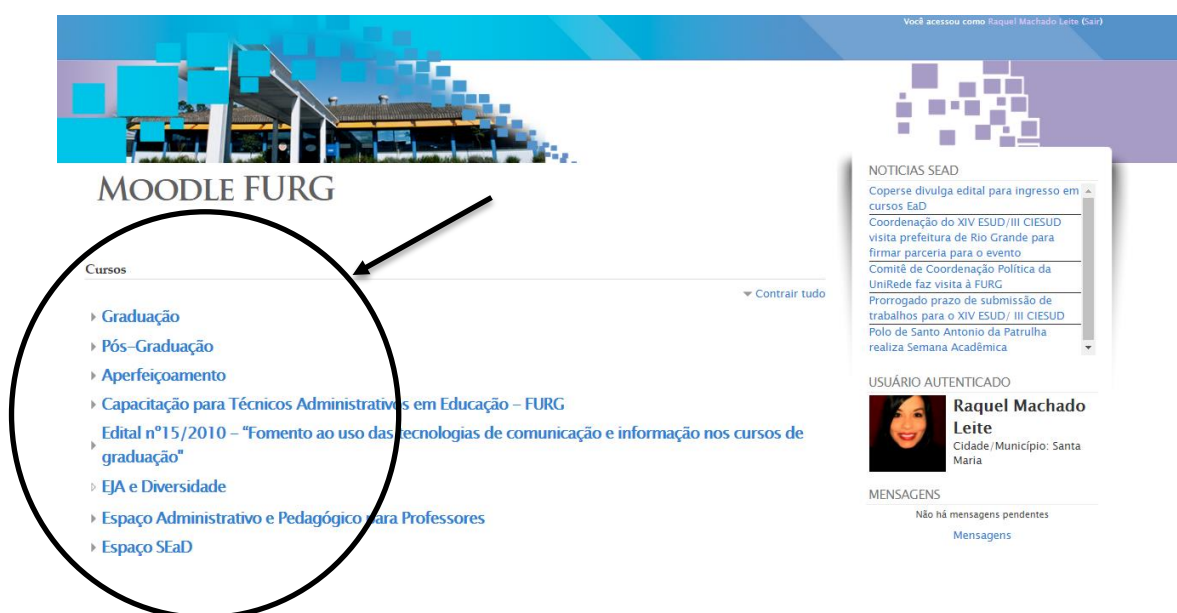 Você acessou como Raquel Machado Leite (Sair)
MOODLE FURG
Cursos
Contrair tudo
Graduação
Pós-Graduação
Aperfeiçoamento
Capacitação para Técnicos Administrativos em Educação – FURG
Edital nº15/2010 – "Fomento ao uso das tecnologias de comunicação e informação nos cursos de
graduação"
EJA e Diversidade
Espaço Administrativo e Pedagógico para Professores
Espaço SEaD
NOTICIAS SEAD
Coperse divulga edital para ingresso em
cursos EaD
Coordenação do XIV ESUD/III CIESUD
visita prefeitura de Rio Grande para
firmar parceria para o evento
Comitê de Coordenação Política da
UniRede faz visita à FURG
Prorrogado prazo de submissão de
trabalhos para o XIV ESUD/ III CIESUD
Polo de Santo Antonio da Patrulha
realiza Semana Acadêmica
USUÁRIO AUTENTICADO
Raquel Machado
Leite
Cidade/Município: Santa
Maria
MENSAGENS
Não há mensagens pendentes
Mensagens